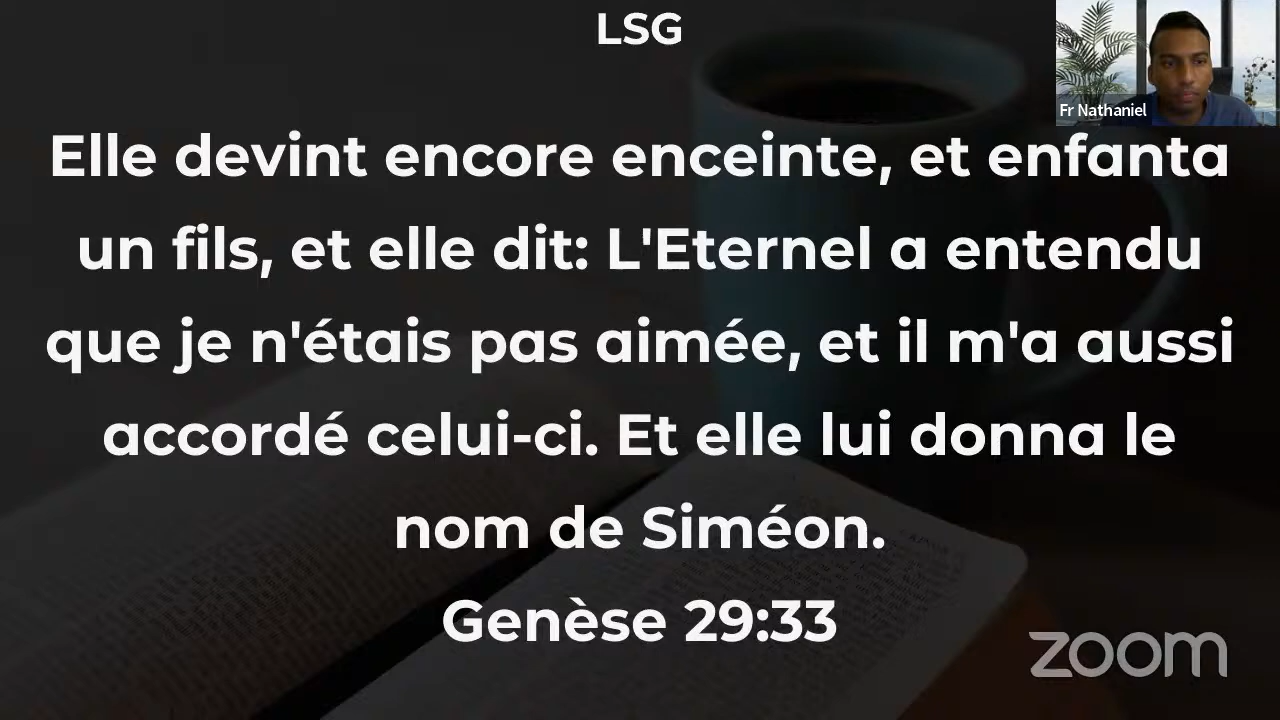 LSG
Fr Nathaniel
Elle devint encore enceinte, et enfanta
un fils, et elle dit: L'Eternel a entendu
que je n'étais pas aimée, et il m'a aussi
accordé celui-ci. Et elle lui donna le
nom de Siméon.
Genèse 29:33
zoom